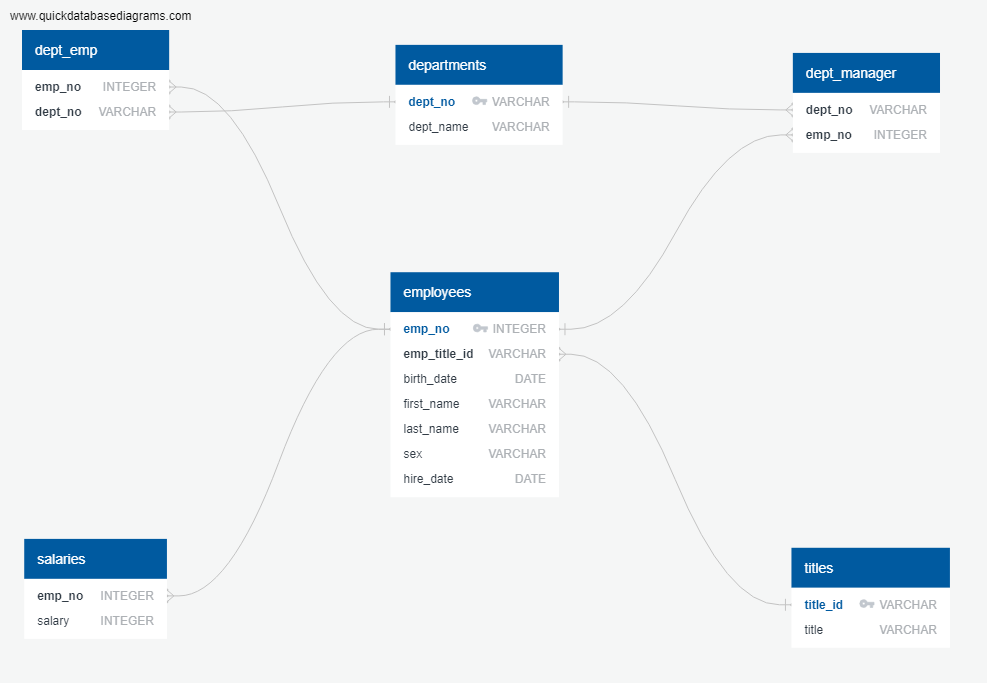 www.quickdatabasediagrams.com
dept_emp
emp_no INTEGER
dept_no VARCHAR
departments
dept_no VARCHAR
dept_name VARCHAR
dept_manager
dept_no VARCHAR
emp_no INTEGER
employees
emp_no INTEGER
emp_title_id VARCHAR
birth_date DATE
first_name VARCHAR
last_name VARCHAR
sex VARCHAR
hire_date DATE
salaries
emp_no INTEGER
salary INTEGER
titles
title_id VARCHAR
title VARCHAR